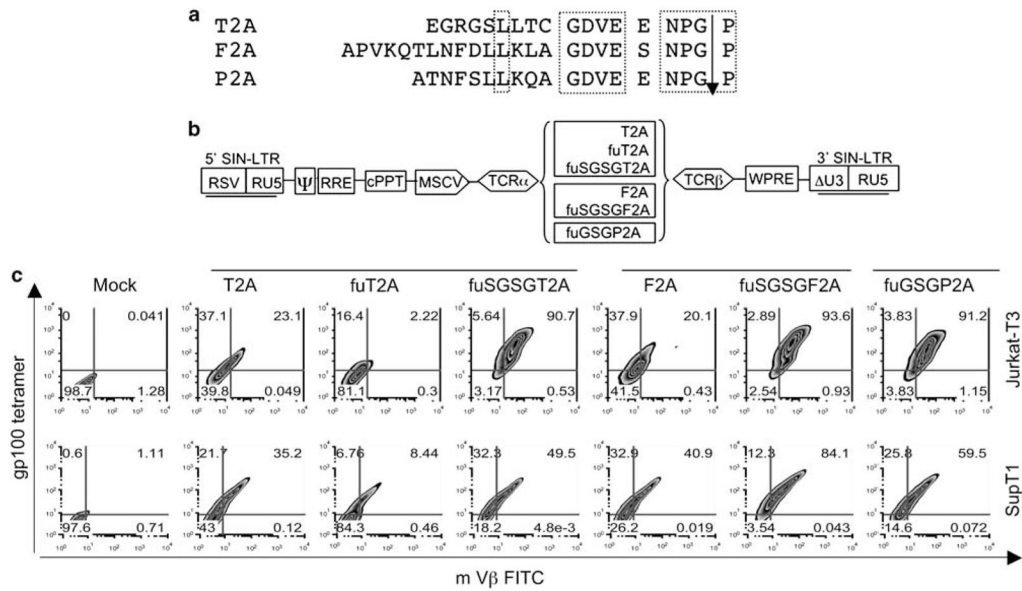 a
T2A EGRGSLLTC GDVE E NPG P
F2A APVKQTLNFDLLKLA GDVE S NPG P
P2A ATNFSLLKQA GDVE E NPG P
b
5' SIN-LTR
RSV RU5 Ψ RRE cPPT MSCV TCRα
T2A
fuT2A
fuSGSGT2A
F2A
fuSGSGF2A
fuGSGP2A
TCRβ WPRE
3' SIN-LTR
ΔU3 RU5
c
Mock T2A fuT2A fuSGSGT2A F2A fuSGSGF2A fuGSGP2A
gp100 tetramer
0 0.041 37.1 23.1 16.4 2.22 5.64 90.7 37.9 20.1 2.89 93.6 3.83 91.2
98.7 1.28 39.8 0.049 81.1 0.3 3.17 0.53 41.5 0.43 2.54 0.93 3.83 1.15
Jurkat-T3
0.6 1.11 21.7 35.2 6.76 8.44 32.3 49.5 32.9 40.9 12.3 84.1 25.8 59.5
97.6 0.71 43 0.12 84.3 0.46 18.2 4.8e-3 26.2 0.019 3.54 0.043 14.6 0.072
SupT1
m Vβ FITC